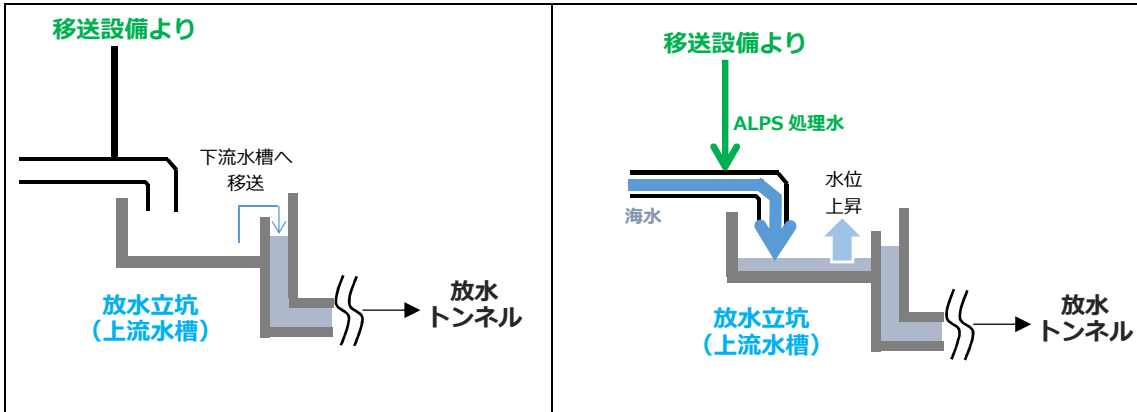 移送設備より
下流水槽へ
移送
放水立坑
（上流水槽）
放水
トンネル
移送設備より
ALPS 処理水
海水
水位
上昇
放水立坑
（上流水槽）
放水
トンネル